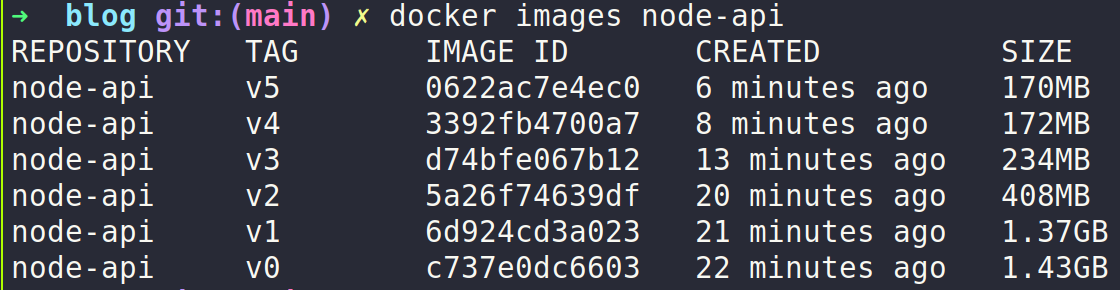 ➜  blog git:(main) ✗ docker images node-api
REPOSITORY   TAG       IMAGE ID       CREATED          SIZE
node-api     v5        0622ac7e4ec0   6 minutes ago    170MB
node-api     v4        3392fb4700a7   8 minutes ago    172MB
node-api     v3        d74bfe067b12   13 minutes ago   234MB
node-api     v2        5a26f74639df   20 minutes ago   408MB
node-api     v1        6d924cd3a023   21 minutes ago   1.37GB
node-api     v0        c737e0dc6603   22 minutes ago   1.43GB